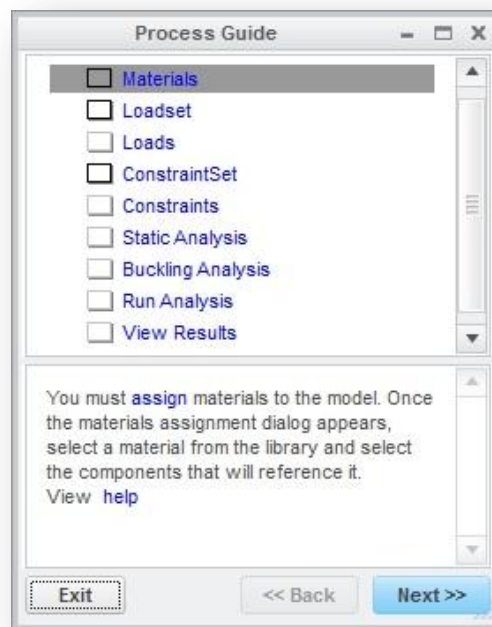 Process Guide
Materials
Loadset
Loads
ConstraintSet
Constraints
Static Analysis
Buckling Analysis
Run Analysis
View Results
You must assign materials to the model. Once
the materials assignment dialog appears,
select a material from the library and select
the components that will reference it.
View help
Exit
<< Back
Next >>